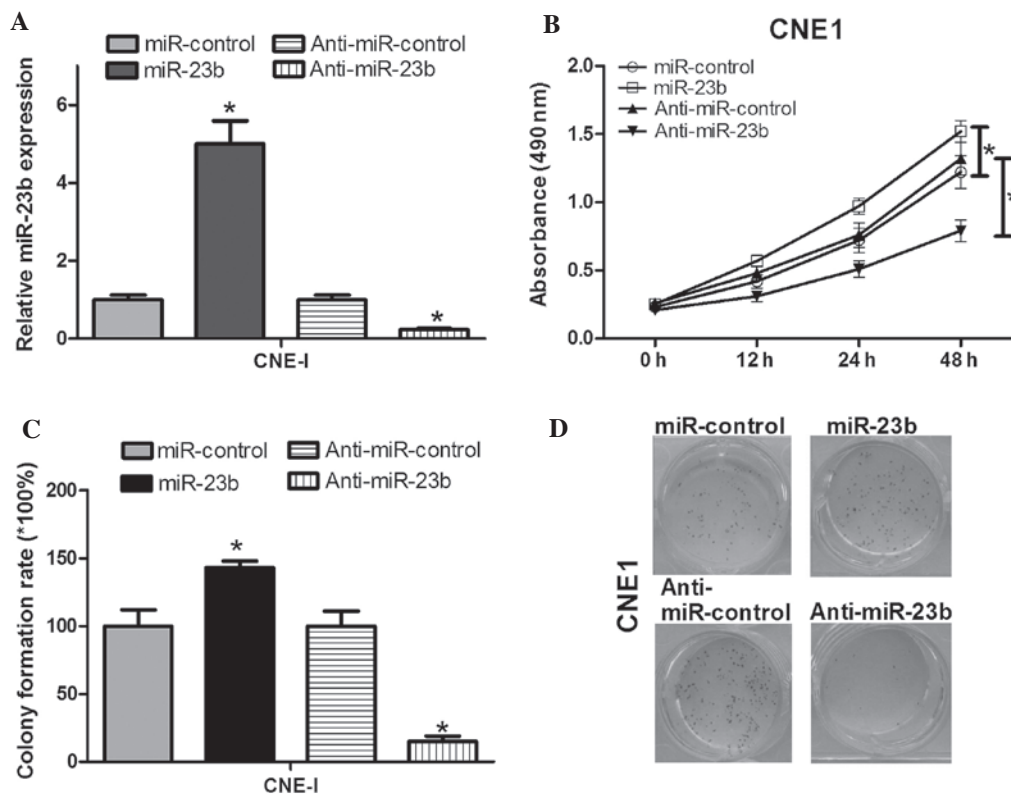 A
miR-control
Anti-miR-control
miR-23b
Anti-miR-23b
Relative miR-23b expression
6
4
2
0
*
*
CNE-I
B
CNE1
miR-control
miR-23b
Anti-miR-control
Anti-miR-23b
Absorbance (490 nm)
2.0
1.5
1.0
0.5
0.0
*
*
0 h 12 h 24 h 48 h
C
miR-control
Anti-miR-control
miR-23b
Anti-miR-23b
Colony formation rate (*100%)
200
150
100
50
0
*
*
CNE-I
D
miR-control miR-23b
CNE1
Anti-
miR-control Anti-miR-23b